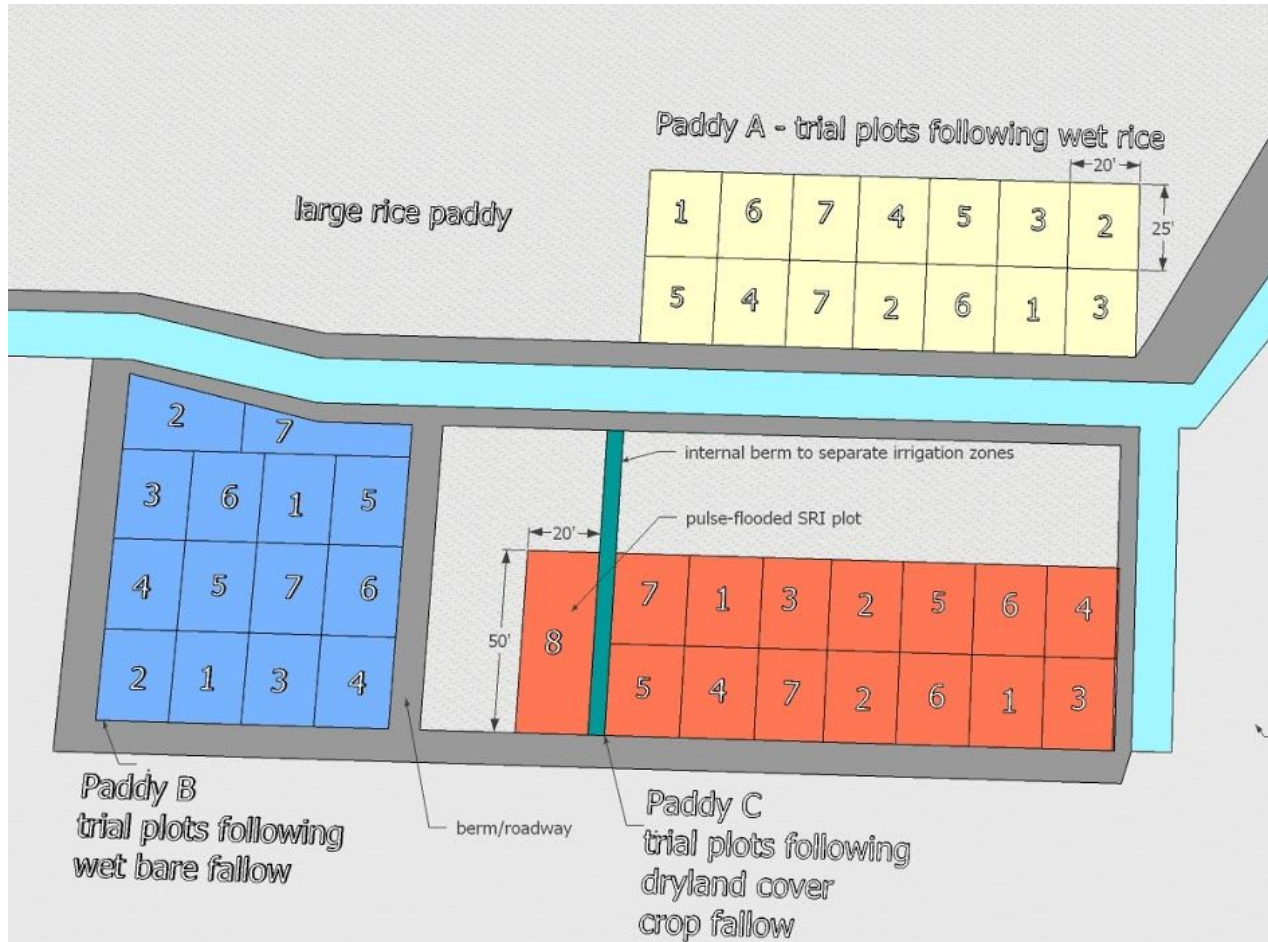 Paddy A - trial plots following wet rice
20'
large rice paddy
1 6 7 4 5 3 2
25'
5 4 7 2 6 1 3
2 7
3 6 1 5
4 5 7 6
2 1 3 4
internal berm to separate irrigation zones
pulse-flooded SRI plot
20'
50'
8
7 1 3 2 5 6 4
5 4 7 2 6 1 3
Paddy B
trial plots following
wet bare fallow
berm/roadway
Paddy C
trial plots following
dryland cover
crop fallow